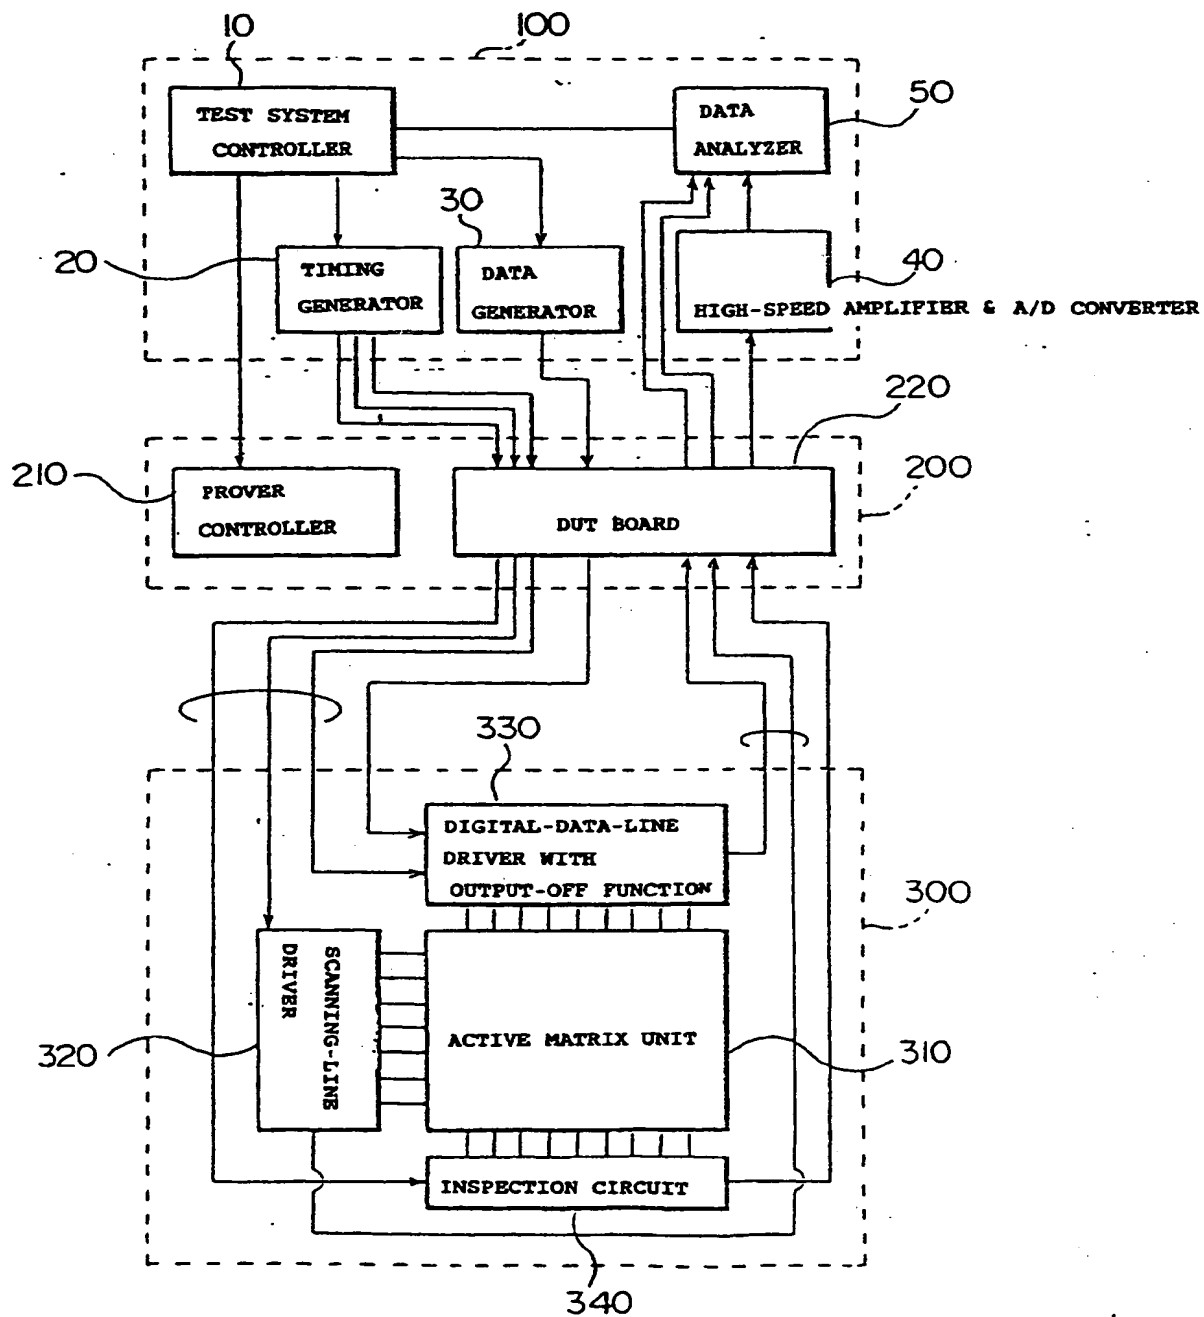 10
100
TEST SYSTEM
CONTROLLER
DATA
ANALYZER
50
30
20
TIMING
GENERATOR
DATA
GENERATOR
40
HIGH-SPEED AMPLIFIER & A/D CONVERTER
220
210
PROVER
CONTROLLER
DUT BOARD
200
330
DIGITAL-DATA-LINE
DRIVER WITH
OUTPUT-OFF FUNCTION
300
SCANNING-LINE
DRIVER
320
ACTIVE MATRIX UNIT
310
INSPECTION CIRCUIT
340